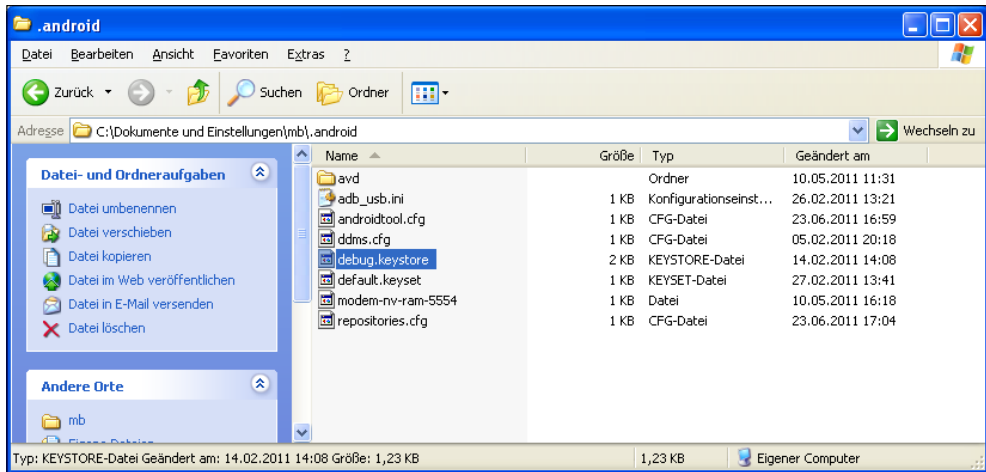 .android
Datei Bearbeiten Ansicht Favoriten Extras ?
Zurück Suchen Ordner
Adresse C:\Dokumente und Einstellungen\mb\.android Wechseln zu
Datei- und Ordneraufgaben
Datei umbenennen
Datei verschieben
Datei kopieren
Datei im Web veröffentlichen
Datei in E-Mail versenden
Datei löschen
Andere Orte
mb
Eigene Dateien
Name Größe Typ Geändert am
avd Ordner 10.05.2011 11:31
adb_usb.ini 1 KB Konfigurationseinst... 26.02.2011 13:21
androidtool.cfg 1 KB CFG-Datei 23.06.2011 16:59
ddms.cfg 1 KB CFG-Datei 05.02.2011 20:18
debug.keystore 2 KB KEYSTORE-Datei 14.02.2011 14:08
default.keyset 1 KB KEYSET-Datei 27.02.2011 13:41
modem-nv-ram-5554 1 KB Datei 10.05.2011 16:18
repositories.cfg 1 KB CFG-Datei 23.06.2011 17:04
Typ: KEYSTORE-Datei Geändert am: 14.02.2011 14:08 Größe: 1,23 KB 1,23 KB Eigener Computer